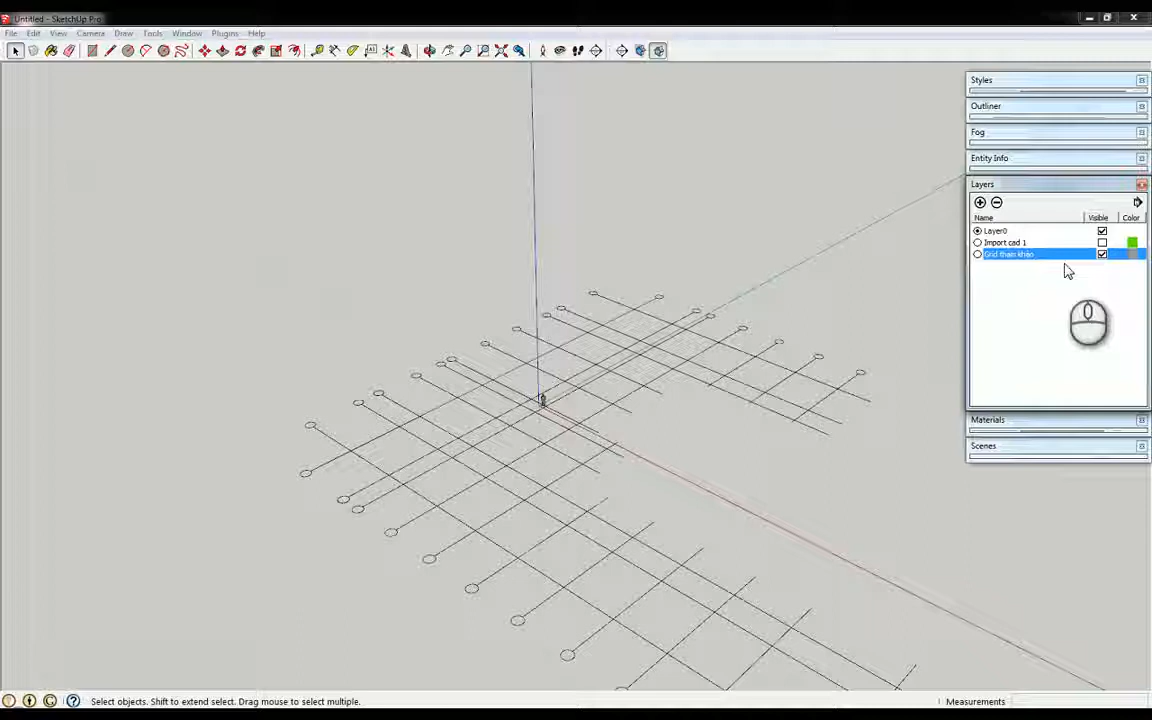 Untitled - SketchUp Pro
File Edit View Camera Draw Tools Window Plugins Help
Styles
Outliner
Fog
Entity Info
Layers
Name Visible Color
Layer0
Import cad 1
Grid tham khao
Materials
Scenes
Select objects. Shift to extend select. Drag mouse to select multiple.
Measurements